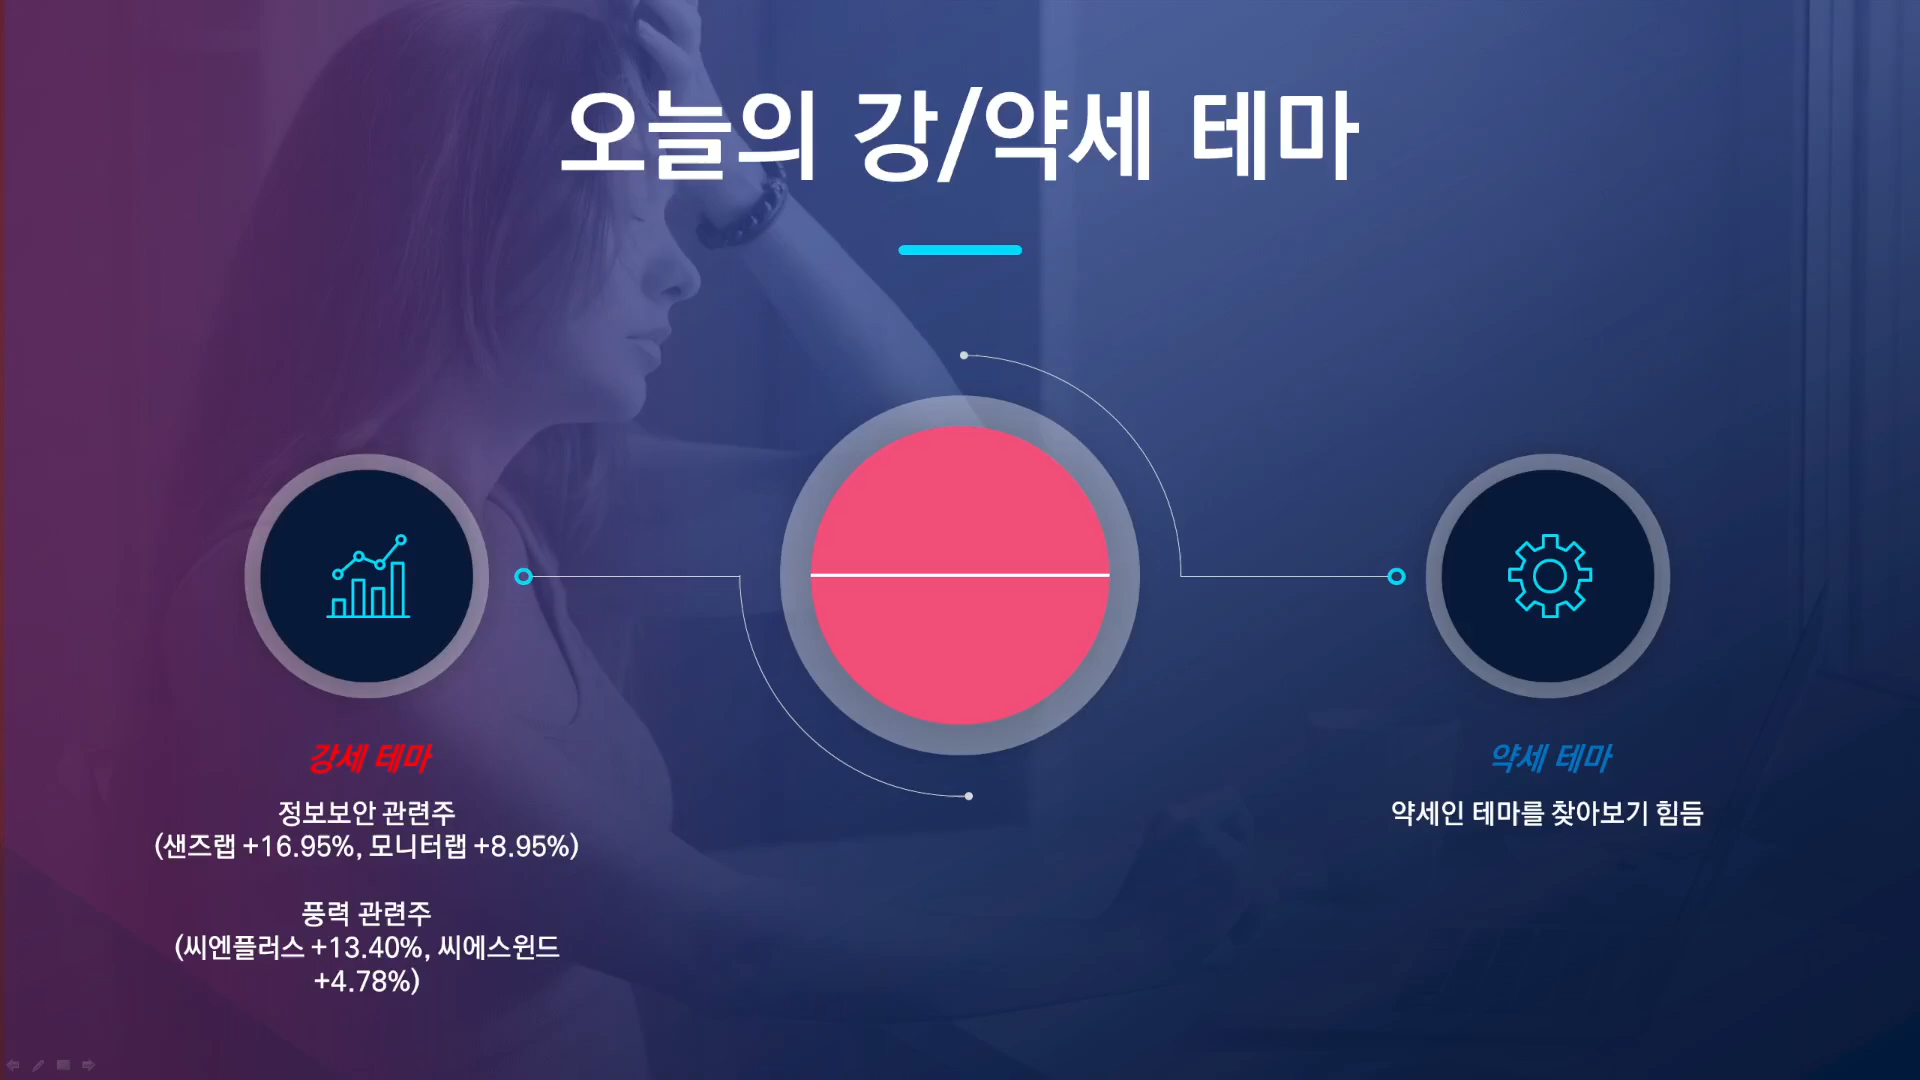 오늘의 강/약세 테마
강세 테마
정보보안 관련주
(샌즈랩 +16.95%, 모니터랩 +8.95%)
풍력 관련주
(씨엔플러스 +13.40%, 씨에스윈드
+4.78%)
약세 테마
약세인 테마를 찾아보기 힘듬